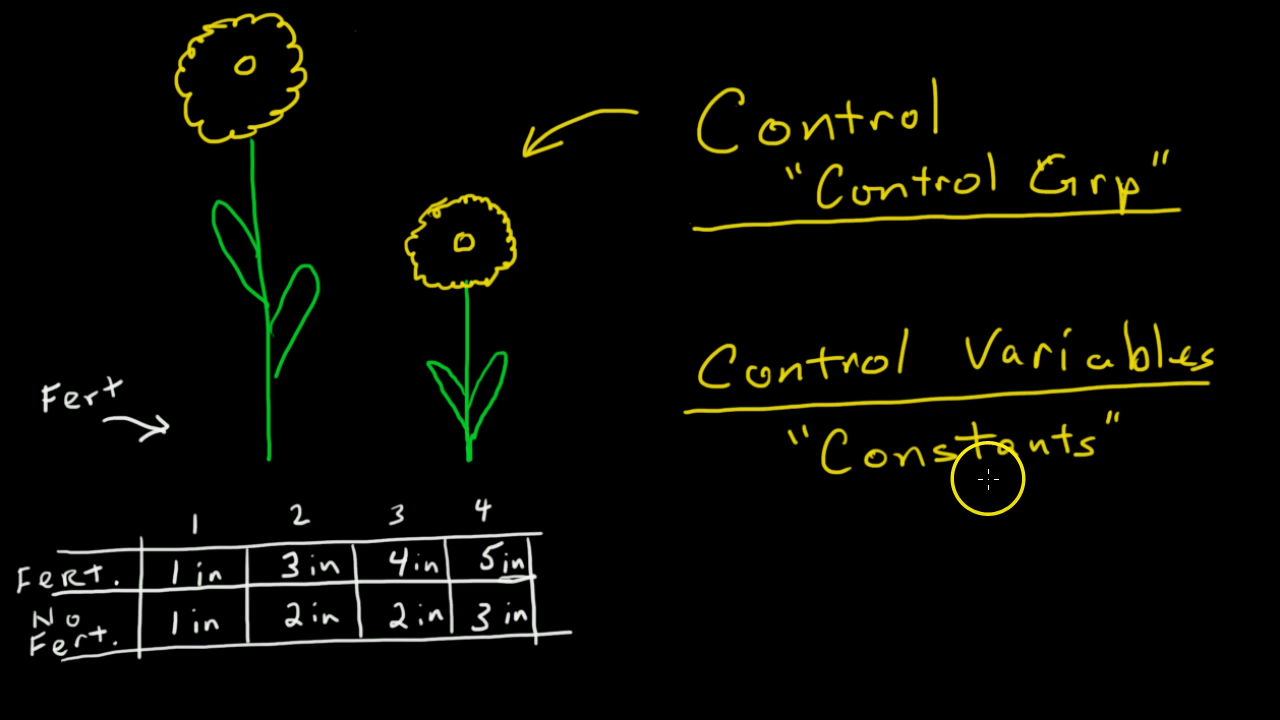 Control
"Control Grp"
Control Variables
"Constants"
Fert
1 2 3 4
Fert. 1 in 3 in 4 in 5 in
No
Fert. 1 in 2 in 2 in 3 in